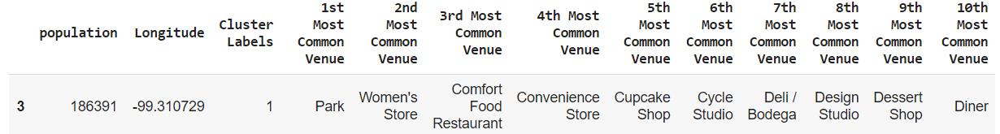 population Longitude Cluster Labels 1st Most Common Venue 2nd Most Common Venue 3rd Most Common Venue 4th Most Common Venue 5th Most Common Venue 6th Most Common Venue 7th Most Common Venue 8th Most Common Venue 9th Most Common Venue 10th Most Common Venue
3 186391 -99.310729 1 Park Women's Store Comfort Food Restaurant Convenience Store Cupcake Shop Cycle Studio Deli / Bodega Design Studio Dessert Shop Diner